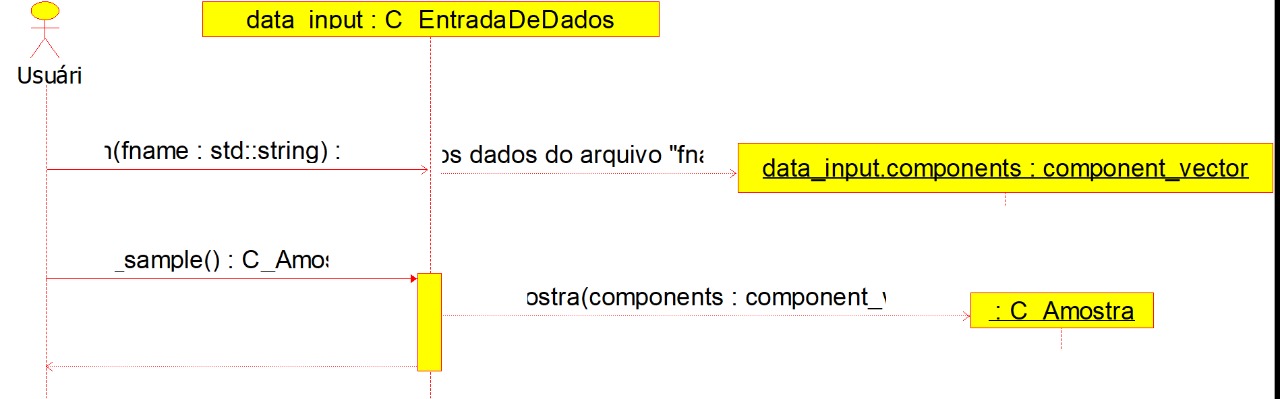 data_input : C_EntradaDeDados
Usuári
(fname : std::string) :
dados do arquivo "fna
data_input.components : component_vector
_sample() : C_Amos
ostra(components : component_v
: C_Amostra